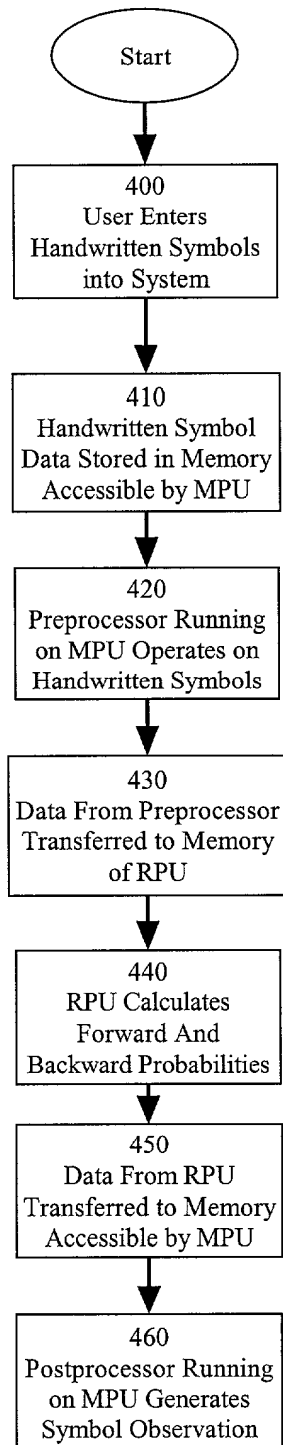 Start
400
User Enters
Handwritten Symbols
into System
410
Handwritten Symbol
Data Stored in Memory
Accessible by MPU
420
Preprocessor Running
on MPU Operates on
Handwritten Symbols
430
Data From Preprocessor
Transferred to Memory
of RPU
440
RPU Calculates
Forward And
Backward Probabilities
450
Data From RPU
Transferred to Memory
Accessible by MPU
460
Postprocessor Running
on MPU Generates
Symbol Observation